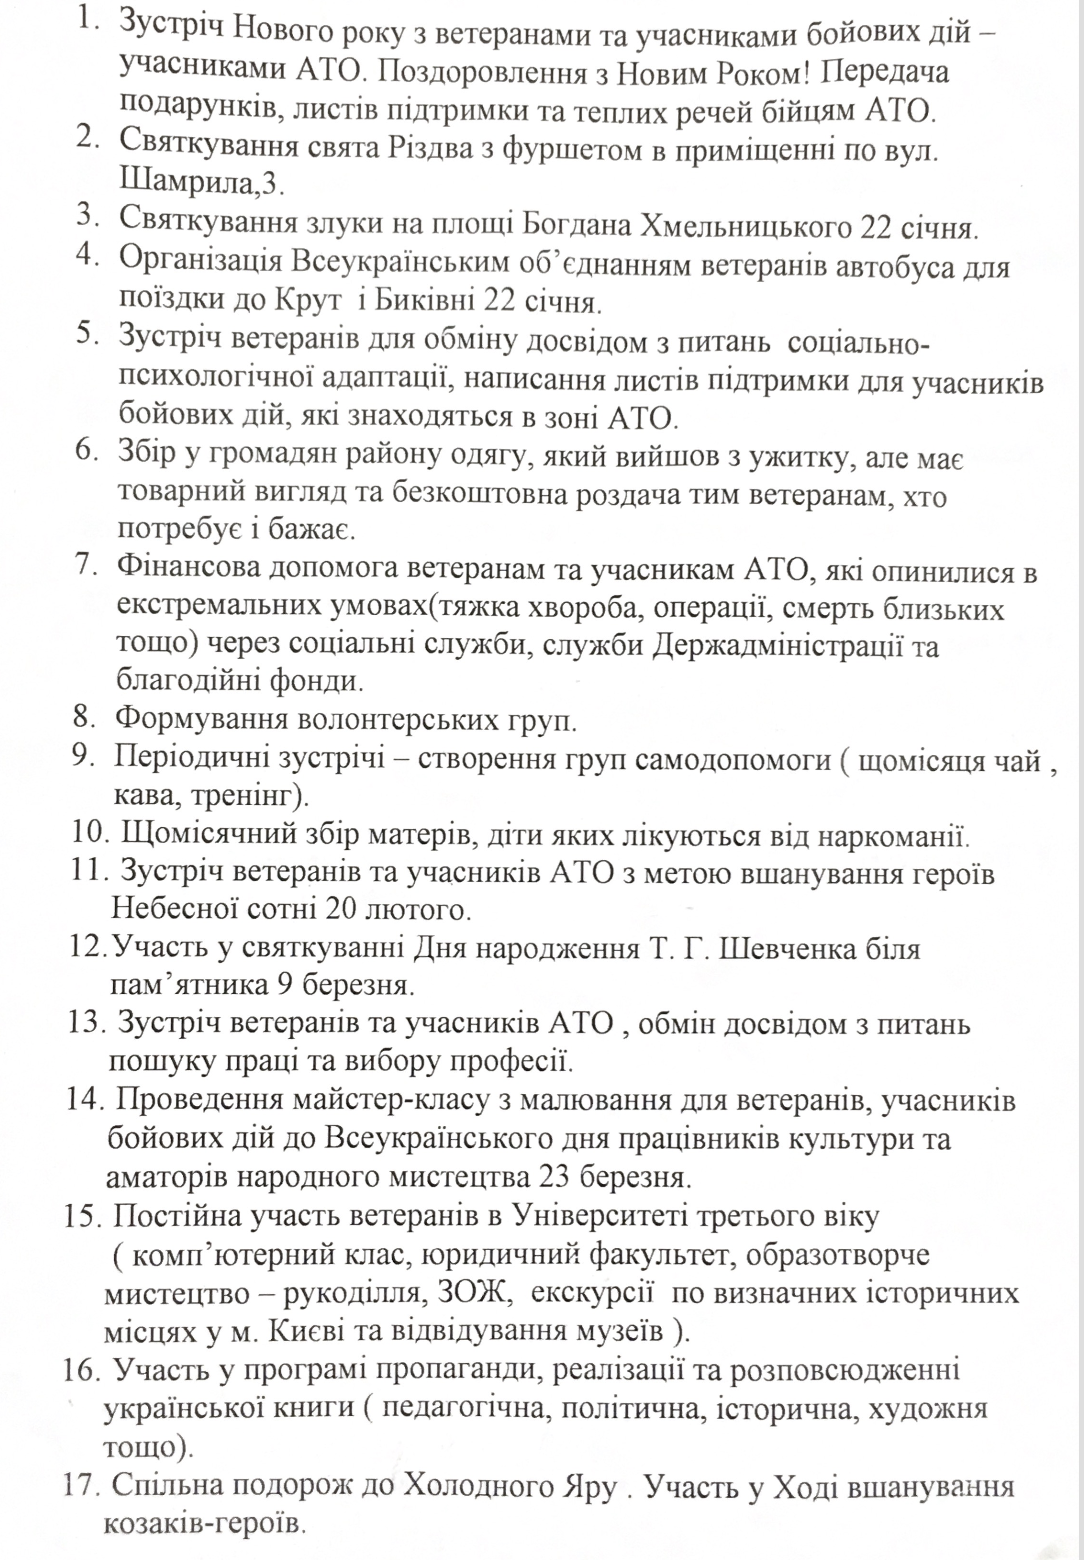 1. Зустріч Нового року з ветеранами та учасниками бойових дій –
учасниками АТО. Поздоровлення з Новим Роком! Передача
подарунків, листів підтримки та теплих речей бійцям АТО.
2. Святкування свята Різдва з фуршетом в приміщенні по вул.
Шамрила,3.
3. Святкування злуки на площі Богдана Хмельницького 22 січня.
4. Організація Всеукраїнським об’єднанням ветеранів автобуса для
поїздки до Крут і Биківні 22 січня.
5. Зустріч ветеранів для обміну досвідом з питань соціально-
психологічної адаптації, написання листів підтримки для учасників
бойових дій, які знаходяться в зоні АТО.
6. Збір у громадян району одягу, який вийшов з ужитку, але має
товарний вигляд та безкоштовна роздача тим ветеранам, хто
потребує і бажає.
7. Фінансова допомога ветеранам та учасникам АТО, які опинилися в
екстремальних умовах(тяжка хвороба, операції, смерть близьких
тощо) через соціальні служби, служби Держадміністрації та
благодійні фонди.
8. Формування волонтерських груп.
9. Періодичні зустрічі – створення груп самодопомоги ( щомісяця чай ,
кава, тренінг).
10. Щомісячний збір матерів, діти яких лікуються від наркоманії.
11. Зустріч ветеранів та учасників АТО з метою вшанування героїв
Небесної сотні 20 лютого.
12.Участь у святкуванні Дня народження Т. Г. Шевченка біля
пам’ятника 9 березня.
13. Зустріч ветеранів та учасників АТО , обмін досвідом з питань
пошуку праці та вибору професії.
14. Проведення майстер-класу з малювання для ветеранів, учасників
бойових дій до Всеукраїнського дня працівників культури та
аматорів народного мистецтва 23 березня.
15. Постійна участь ветеранів в Університеті третього віку
( комп’ютерний клас, юридичний факультет, образотворче
мистецтво – рукоділля, ЗОЖ, екскурсії по визначних історичних
місцях у м. Києві та відвідування музеїв ).
16. Участь у програмі пропаганди, реалізації та розповсюдженні
української книги ( педагогічна, політична, історична, художня
тощо).
17. Спільна подорож до Холодного Яру . Участь у Ході вшанування
козаків-героїв.